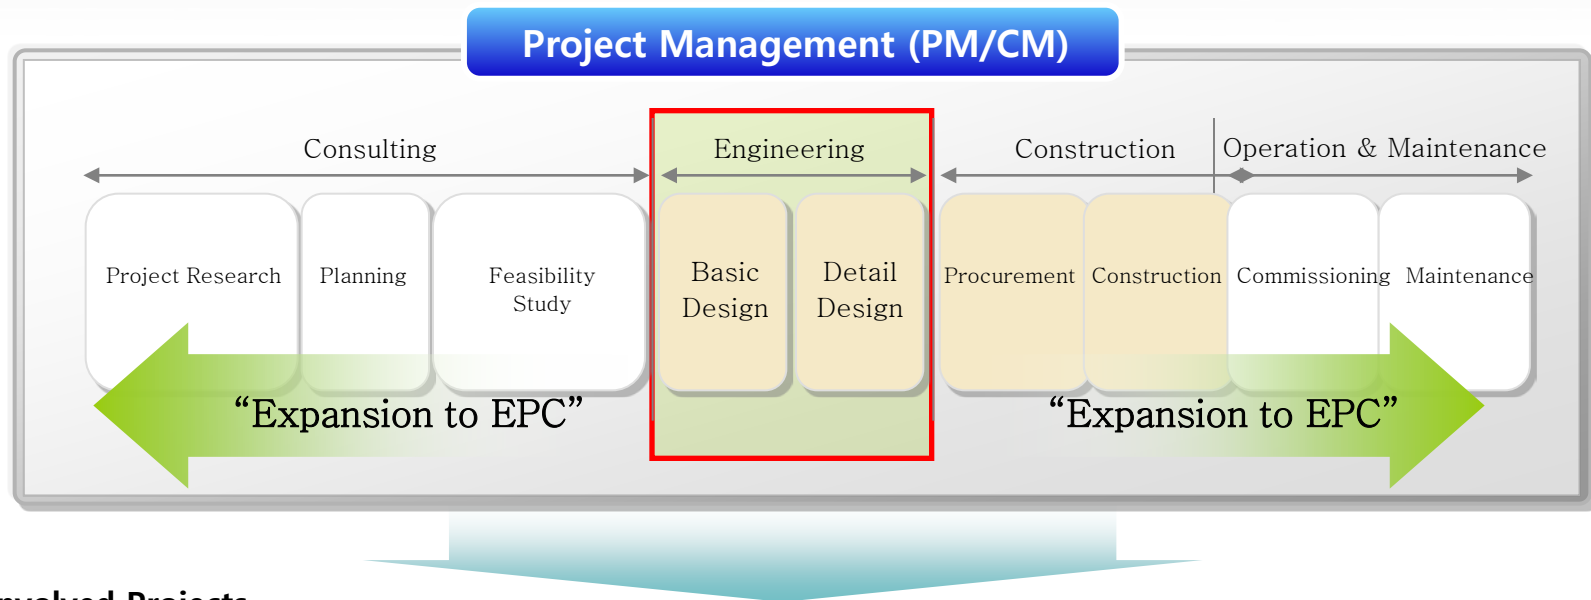 Project Management (PM/CM)
Consulting
Engineering
Construction
Operation & Maintenance
Project Research
Planning
Feasibility
Study
Basic
Design
Detail
Design
Procurement
Construction
Commissioning
Maintenance
“Expansion to EPC”
“Expansion to EPC”
Projects